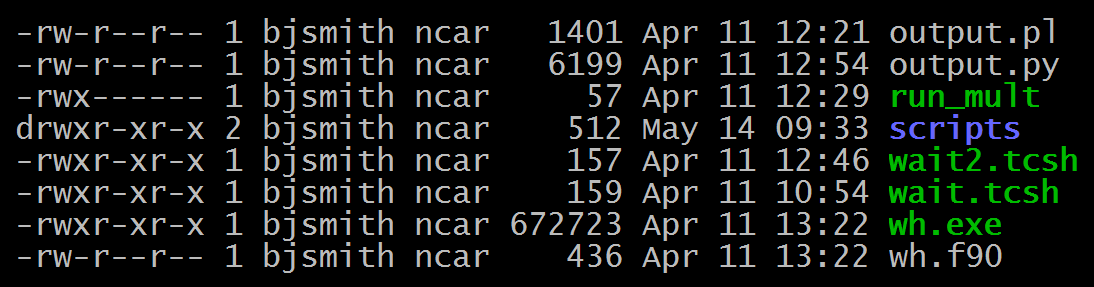 -rw-r--r-- 1 bjsmith ncar   1401 Apr 11 12:21 output.pl
-rw-r--r-- 1 bjsmith ncar   6199 Apr 11 12:54 output.py
-rwx------ 1 bjsmith ncar     57 Apr 11 12:29 run_mult
drwxr-xr-x 2 bjsmith ncar    512 May 14 09:33 scripts
-rwxr-xr-x 1 bjsmith ncar    157 Apr 11 12:46 wait2.tcsh
-rwxr-xr-x 1 bjsmith ncar    159 Apr 11 10:54 wait.tcsh
-rwxr-xr-x 1 bjsmith ncar 672723 Apr 11 13:22 wh.exe
-rw-r--r-- 1 bjsmith ncar    436 Apr 11 13:22 wh.f90